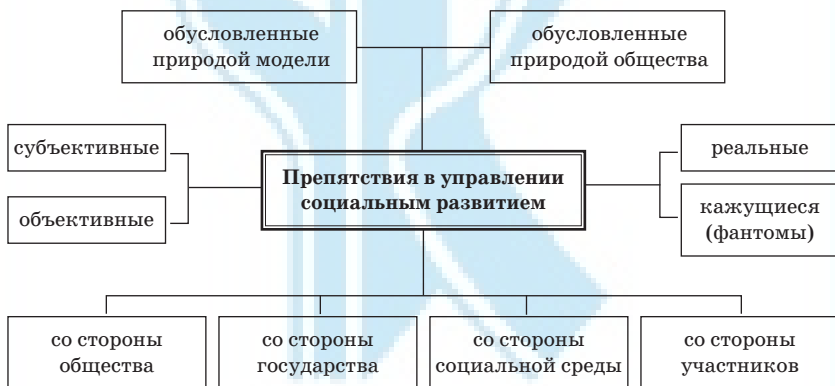 обусловленные
природой модели
обусловленные
природой общества
субъективные
объективные
Препятствия в управлении
социальным развитием
реальные
кажущиеся
(фантомы)
со стороны
общества
со стороны
государства
со стороны
социальной среды
со стороны
участников